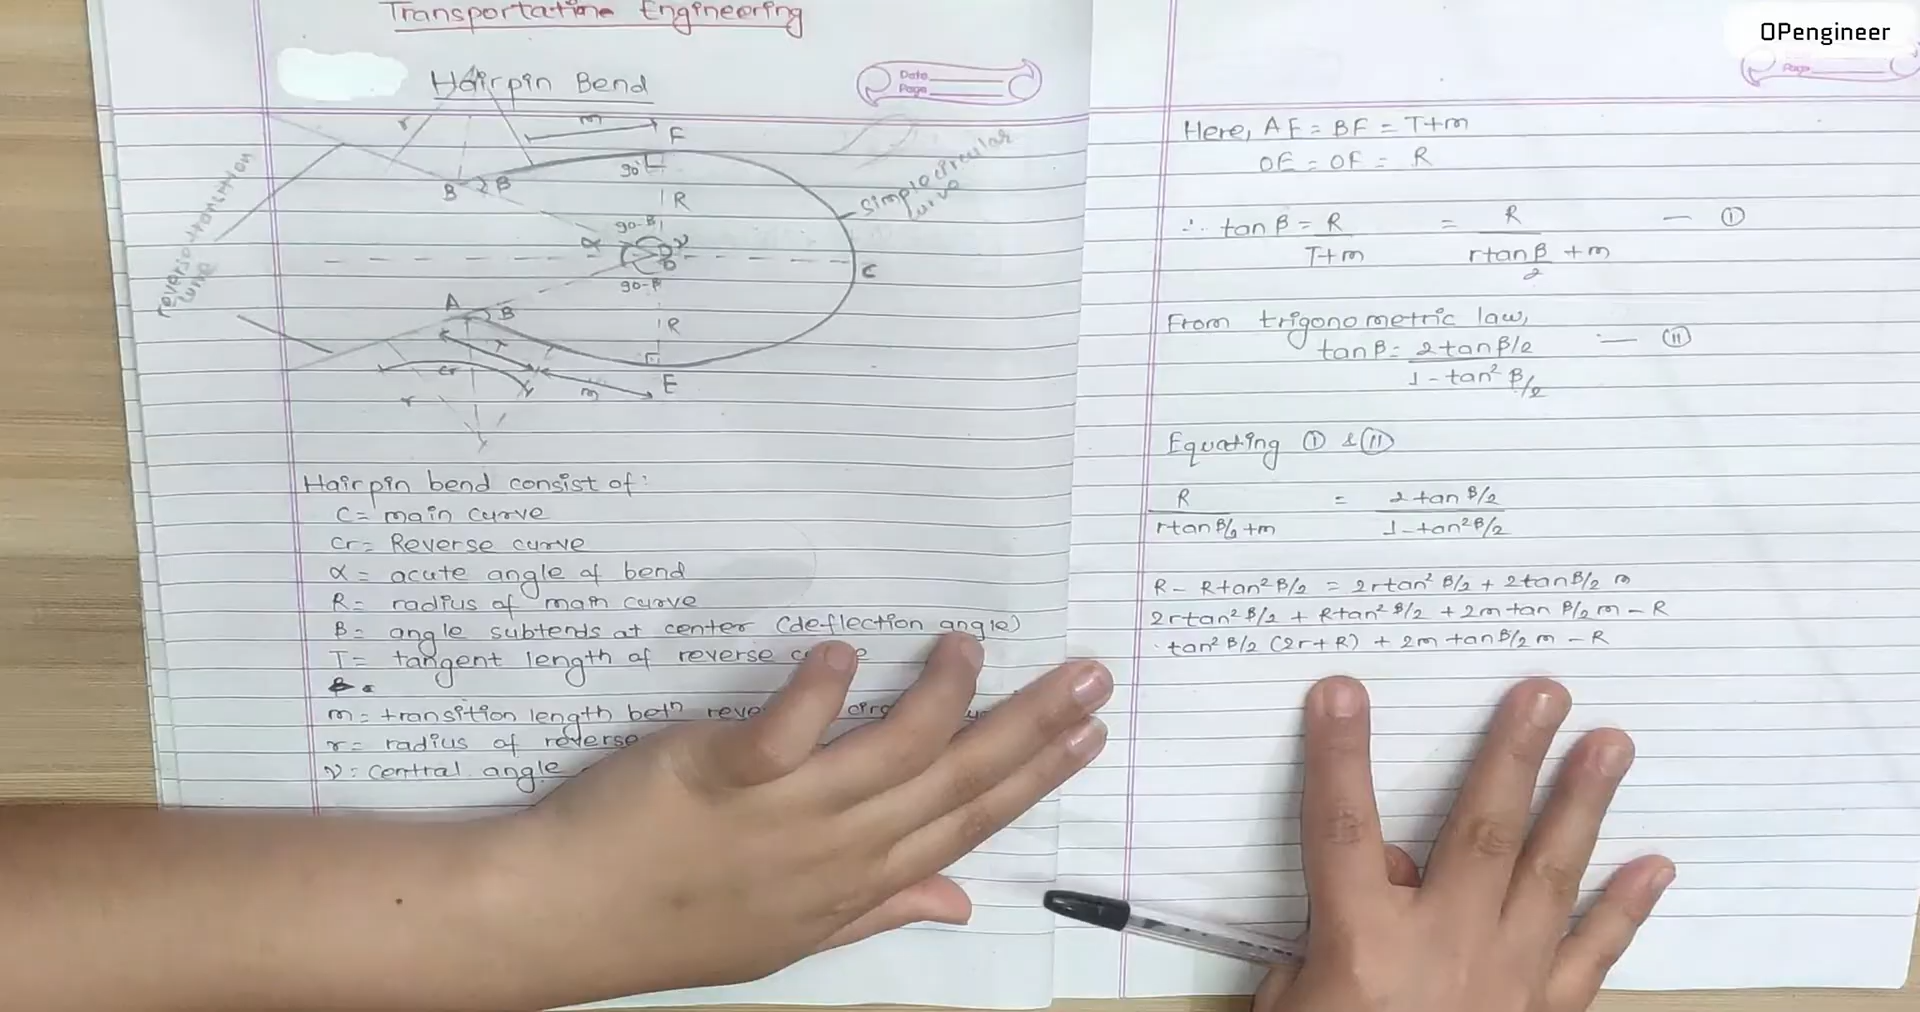 Transportation Engineering
OPengineer
Hairpin Bend
Date
Page
Page
m
F
r
90°
B
β
R
simple circular
curve
reverse transition
curve
90-β
α
γ
O
C
90-β
A
β
R
T
E
cr
m
r
Hairpin bend consist of:
C = main curve
Cr = Reverse curve
α = acute angle of bend
R = radius of main curve
β = angle subtends at center (deflection angle)
T = tangent length of reverse
m = transition length betn
r = radius of reverse
γ = central angle
Here, AE = BF = T+m
OE = OF = R
∴ tan β = R/(T+m) = R/(r tan β/2 + m) — ①
From trigonometric law,
tan β = 2 tan β/2 / (1 - tan² β/2) — ②
Equating ① & ②
R/(r tan β/2 + m) = 2 tan β/2 / (1 - tan² β/2)
R - R tan² β/2 = 2r tan² β/2 + 2 tan β/2 m
2r tan² β/2 + R tan² β/2 + 2m tan β/2 m - R
tan² β/2 (2r+R) + 2m tan β/2 m - R